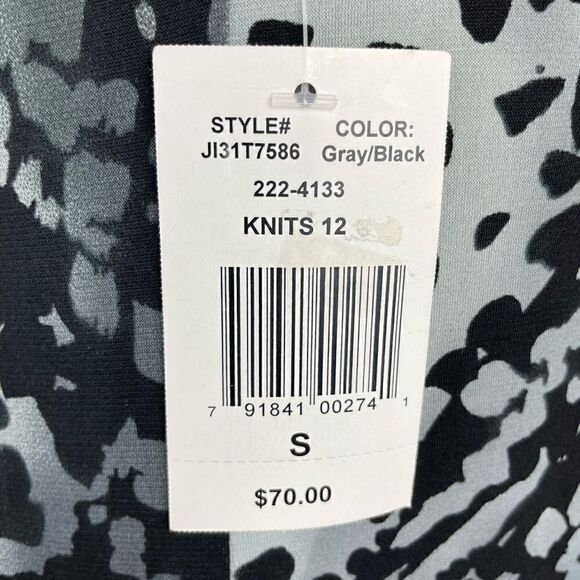 STYLE# COLOR:
JI31T7586 Gray/Black
222-4133
KNITS 12
7 91841 00274 1
S
$70.00